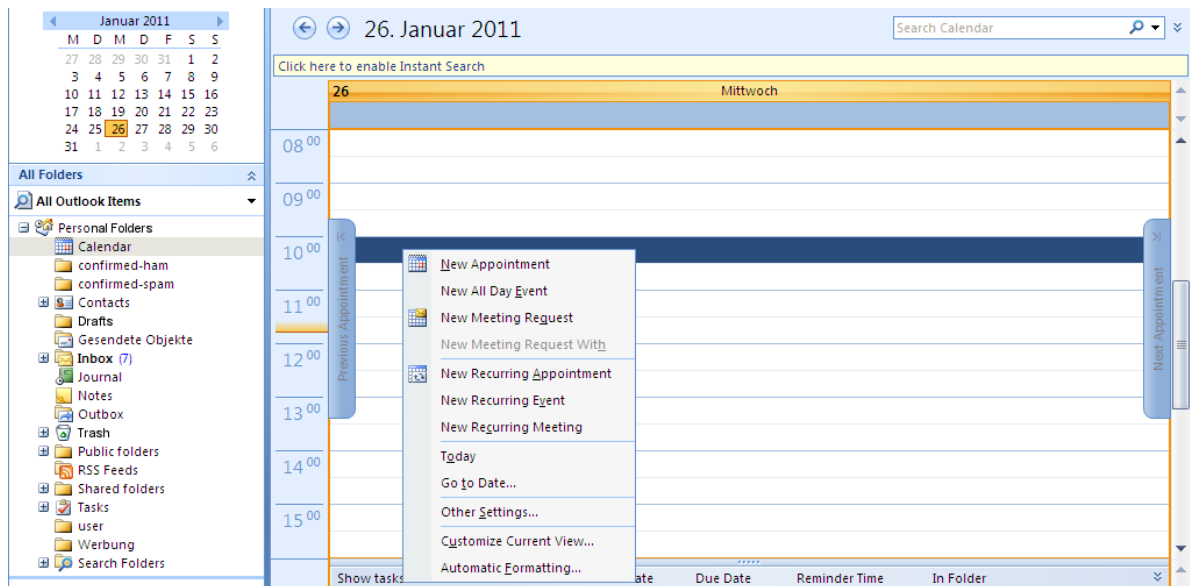 Januar 2011
M D M D F S S
27 28 29 30 31 1 2
3 4 5 6 7 8 9
10 11 12 13 14 15 16
17 18 19 20 21 22 23
24 25 26 27 28 29 30
31 1 2 3 4 5 6
All Folders
All Outlook Items
Personal Folders
Calendar
confirmed-ham
confirmed-spam
Contacts
Drafts
Gesendete Objekte
Inbox (7)
Journal
Notes
Outbox
Trash
Public folders
RSS Feeds
Shared folders
Tasks
user
Werbung
Search Folders
26. Januar 2011
Search Calendar
Click here to enable Instant Search
26 Mittwoch
08 00
09 00
10 00
11 00
12 00
13 00
14 00
15 00
Previous Appointment
Next Appointment
New Appointment
New All Day Event
New Meeting Request
New Meeting Request With
New Recurring Appointment
New Recurring Event
New Recurring Meeting
Today
Go to Date...
Other Settings...
Customize Current View...
Automatic Formatting...
Show tasks ate Due Date Reminder Time In Folder